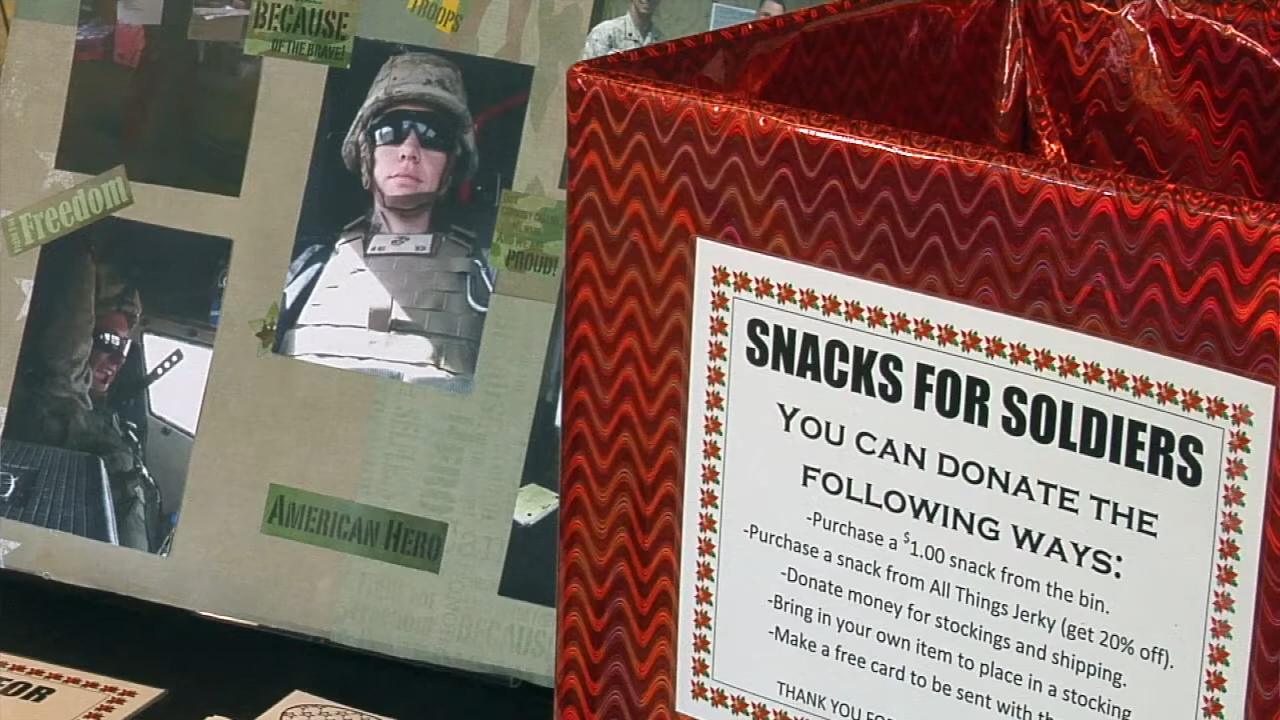 BECAUSE
OF THE BRAVE!
TROOPS
Freedom
PROUD!
AMERICAN HERO
BECAUSE
FOR
SNACKS FOR SOLDIERS
YOU CAN DONATE THE
FOLLOWING WAYS:
-Purchase a $1.00 snack from the bin.
-Purchase a snack from All Things Jerky (get 20% off).
-Donate money for stockings and shipping.
-Bring in your own item to place in a stocking
-Make a free card to be sent with
THANK YOU FOR